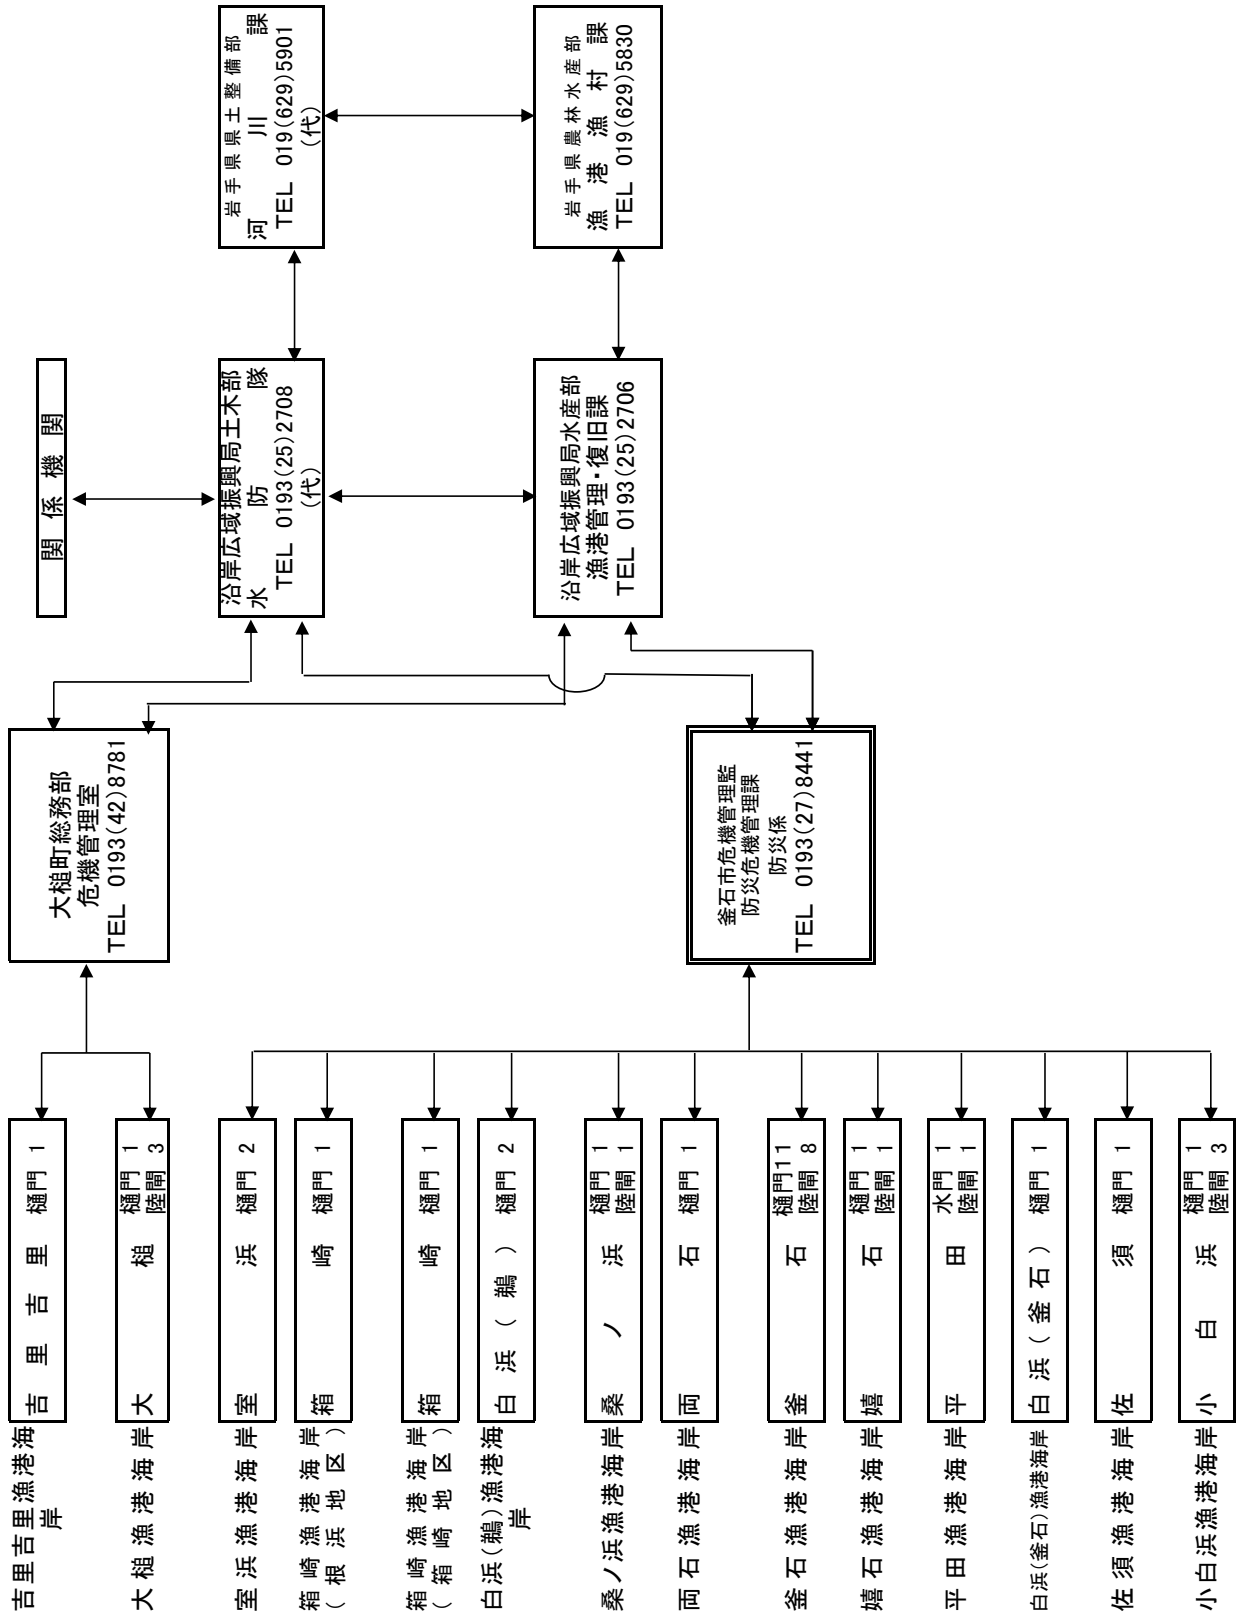 関係機関
岩手県県土整備部
河川課
TEL 019(629)5901
(代)
岩手県農林水産部
漁港漁村課
TEL 019(629)5830
沿岸広域振興局土木部
水防隊
TEL 0193(25)2708
(代)
沿岸広域振興局水産部
漁港管理・復旧課
TEL 0193(25)2706
大槌町総務部
危機管理室
TEL 0193(42)8781
釜石市危機管理監
防災危機管理課
防災係
TEL 0193(27)8441
吉里吉里漁港海
岸
吉里吉里 樋門 1
大槌漁港海岸
大槌 樋門 1
陸閘 3
室浜漁港海岸
室浜 樋門 2
箱崎漁港海岸
(根浜地区)
箱崎 樋門 1
箱崎漁港海岸
(箱崎地区)
箱崎 樋門 1
白浜(鵜)漁港海
岸
白浜(鵜) 樋門 2
桑ノ浜漁港海岸
桑ノ浜 樋門 1
陸閘 1
両石漁港海岸
両石 樋門 1
釜石漁港海岸
釜石 樋門11
陸閘 8
嬉石漁港海岸
嬉石 樋門 1
陸閘 1
平田漁港海岸
平田 水門 1
陸閘 1
白浜(釜石)漁港海岸
白浜(釜石) 樋門 1
佐須漁港海岸
佐須 樋門 1
小白浜漁港海岸
小白浜 樋門 1
陸閘 3